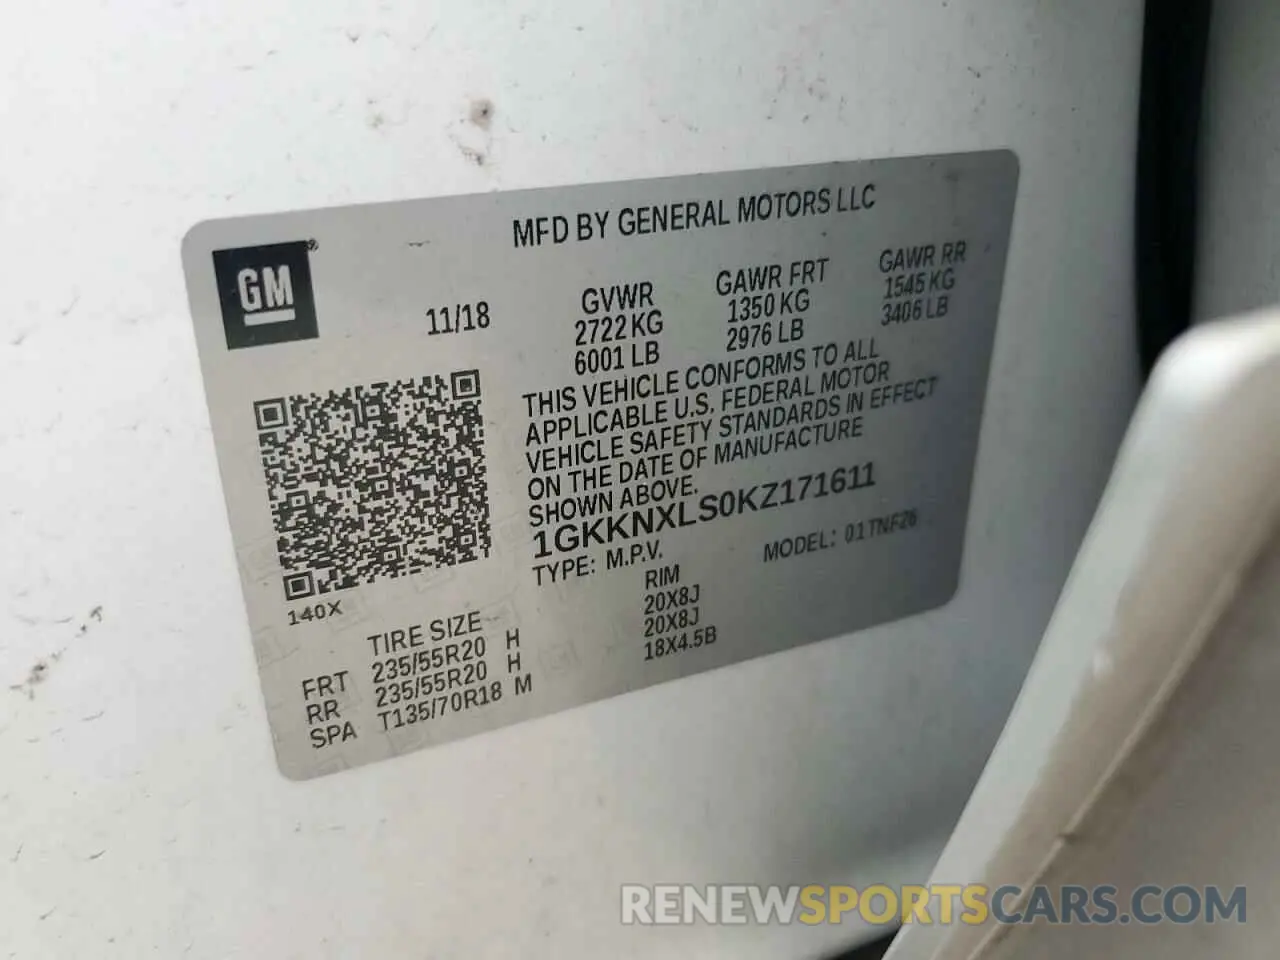 MFD BY GENERAL MOTORS LLC
GM®
11/18
GVWR
2722 KG
6001 LB
GAWR FRT
1350 KG
2976 LB
GAWR RR
1545 KG
3406 LB
THIS VEHICLE CONFORMS TO ALL
APPLICABLE U.S. FEDERAL MOTOR
VEHICLE SAFETY STANDARDS IN EFFECT
ON THE DATE OF MANUFACTURE
SHOWN ABOVE.
1GKKNXLS0KZ171611
TYPE: M.P.V.
MODEL: 01TNF26
140X
TIRE SIZE
RIM
FRT 235/55R20 H 20X8J
RR 235/55R20 H 20X8J
SPA T135/70R18 M 18X4.5B
RENEWSPORTSCARS.COM